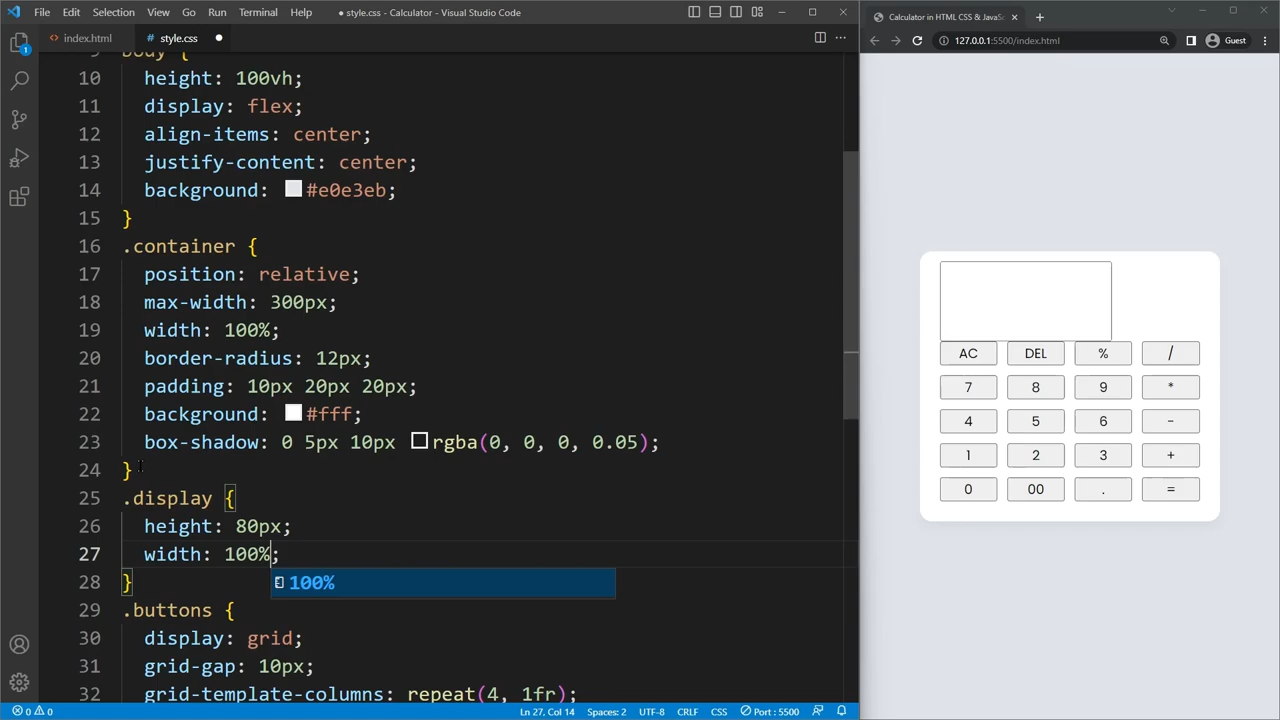 File Edit Selection View Go Run Terminal Help
● style.css - Calculator - Visual Studio Code
index.html
# style.css ●
Calculator in HTML CSS & JavaSc
127.0.0.1:5500/index.html
Guest
1
9 body {
10 height: 100vh;
11 display: flex;
12 align-items: center;
13 justify-content: center;
14 background: #e0e3eb;
15 }
16 .container {
17 position: relative;
18 max-width: 300px;
19 width: 100%;
20 border-radius: 12px;
21 padding: 10px 20px 20px;
22 background: #fff;
23 box-shadow: 0 5px 10px rgba(0, 0, 0, 0.05);
24 }
25 .display {
26 height: 80px;
27 width: 100%;
100%
28 }
29 .buttons {
30 display: grid;
31 grid-gap: 10px;
32 grid-template-columns: repeat(4, 1fr);
AC DEL % /
7 8 9 *
4 5 6 -
1 2 3 +
0 00 . =
0 0 Ln 27, Col 14 Spaces: 2 UTF-8 CRLF CSS Port : 5500